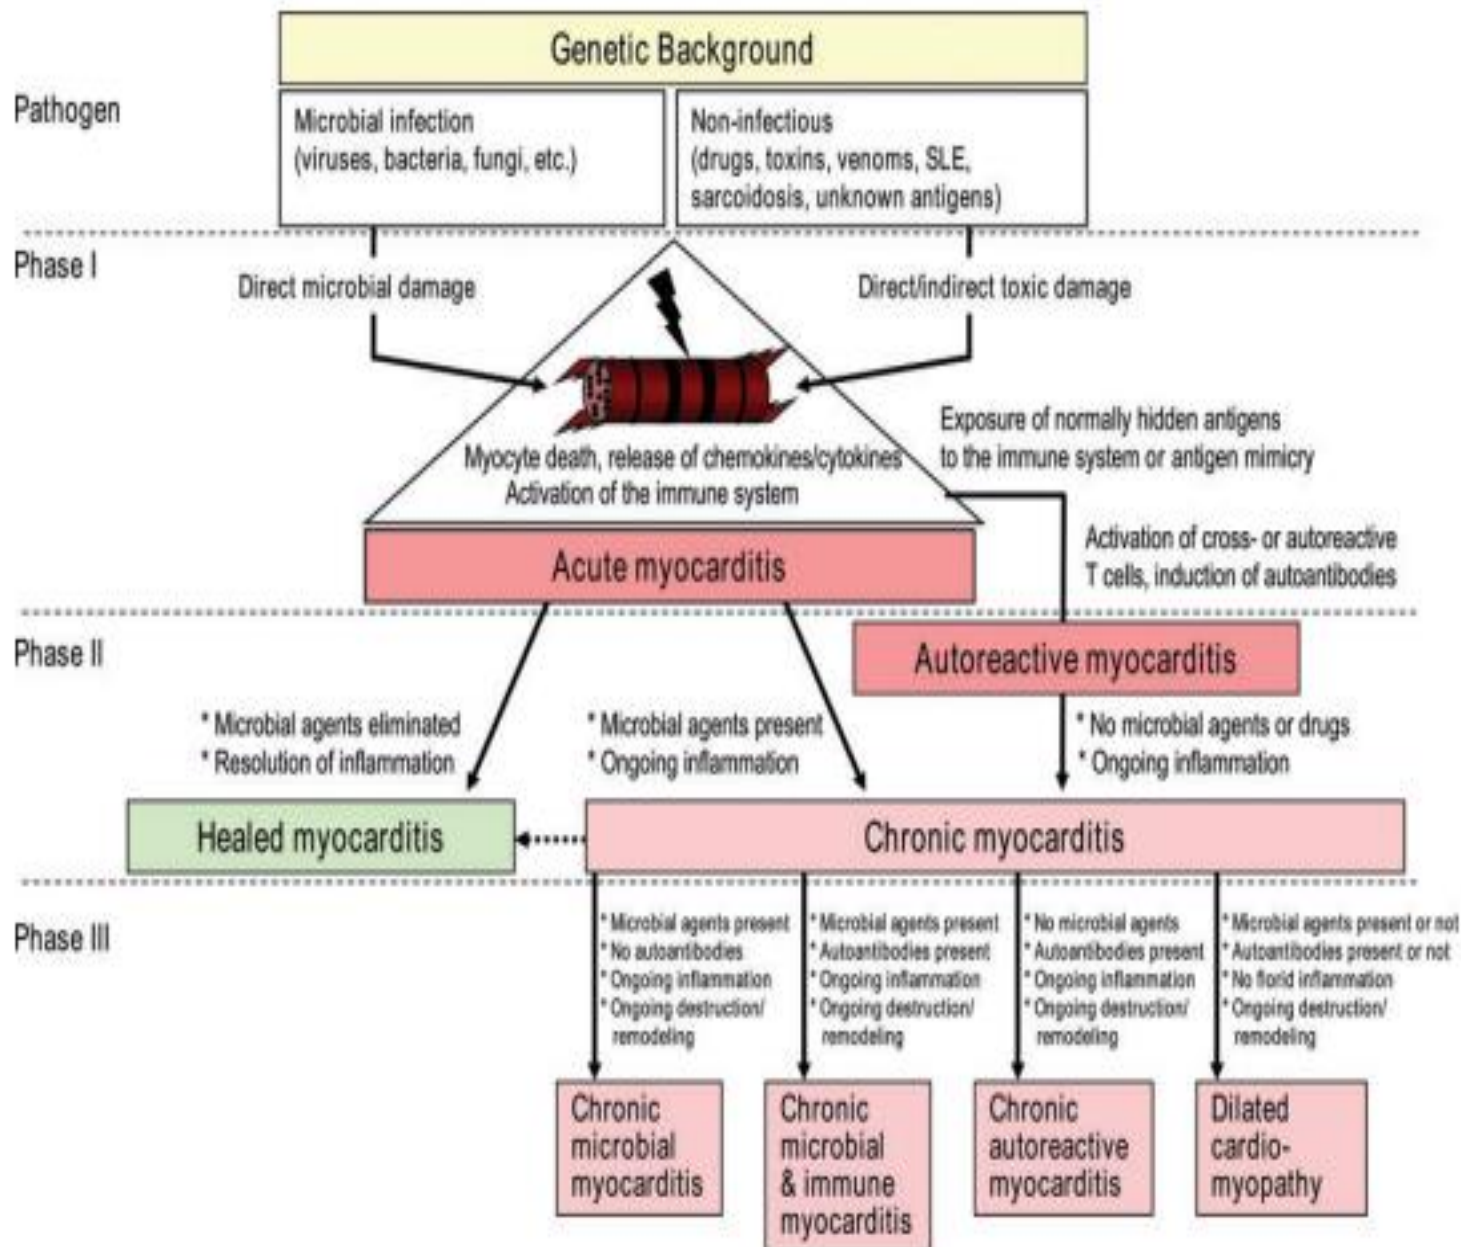 Genetic Background
Pathogen
Microbial infection
(viruses, bacteria, fungi, etc.)
Non-infectious
(drugs, toxins, venoms, SLE,
sarcoidosis, unknown antigens)
Phase I
Direct microbial damage
Direct/indirect toxic damage
Myocyte death, release of chemokines/cytokines
Activation of the immune system
Exposure of normally hidden antigens
to the immune system or antigen mimicry
Activation of cross- or autoreactive
T cells, induction of autoantibodies
Acute myocarditis
Phase II
Autoreactive myocarditis
* Microbial agents eliminated
* Resolution of inflammation
* Microbial agents present
* Ongoing inflammation
* No microbial agents or drugs
* Ongoing inflammation
Healed myocarditis
Chronic myocarditis
Phase III
* Microbial agents present
* No autoantibodies
* Ongoing inflammation
* Ongoing destruction/
remodeling
* Microbial agents present
* Autoantibodies present
* Ongoing inflammation
* Ongoing destruction/
remodeling
* No microbial agents
* Autoantibodies present
* Ongoing inflammation
* Ongoing destruction/
remodeling
* Microbial agents present or not
* Autoantibodies present or not
* No florid inflammation
* Ongoing destruction/
remodeling
Chronic
microbial
myocarditis
Chronic
microbial
& immune
myocarditis
Chronic
autoreactive
myocarditis
Dilated
cardio-
myopathy